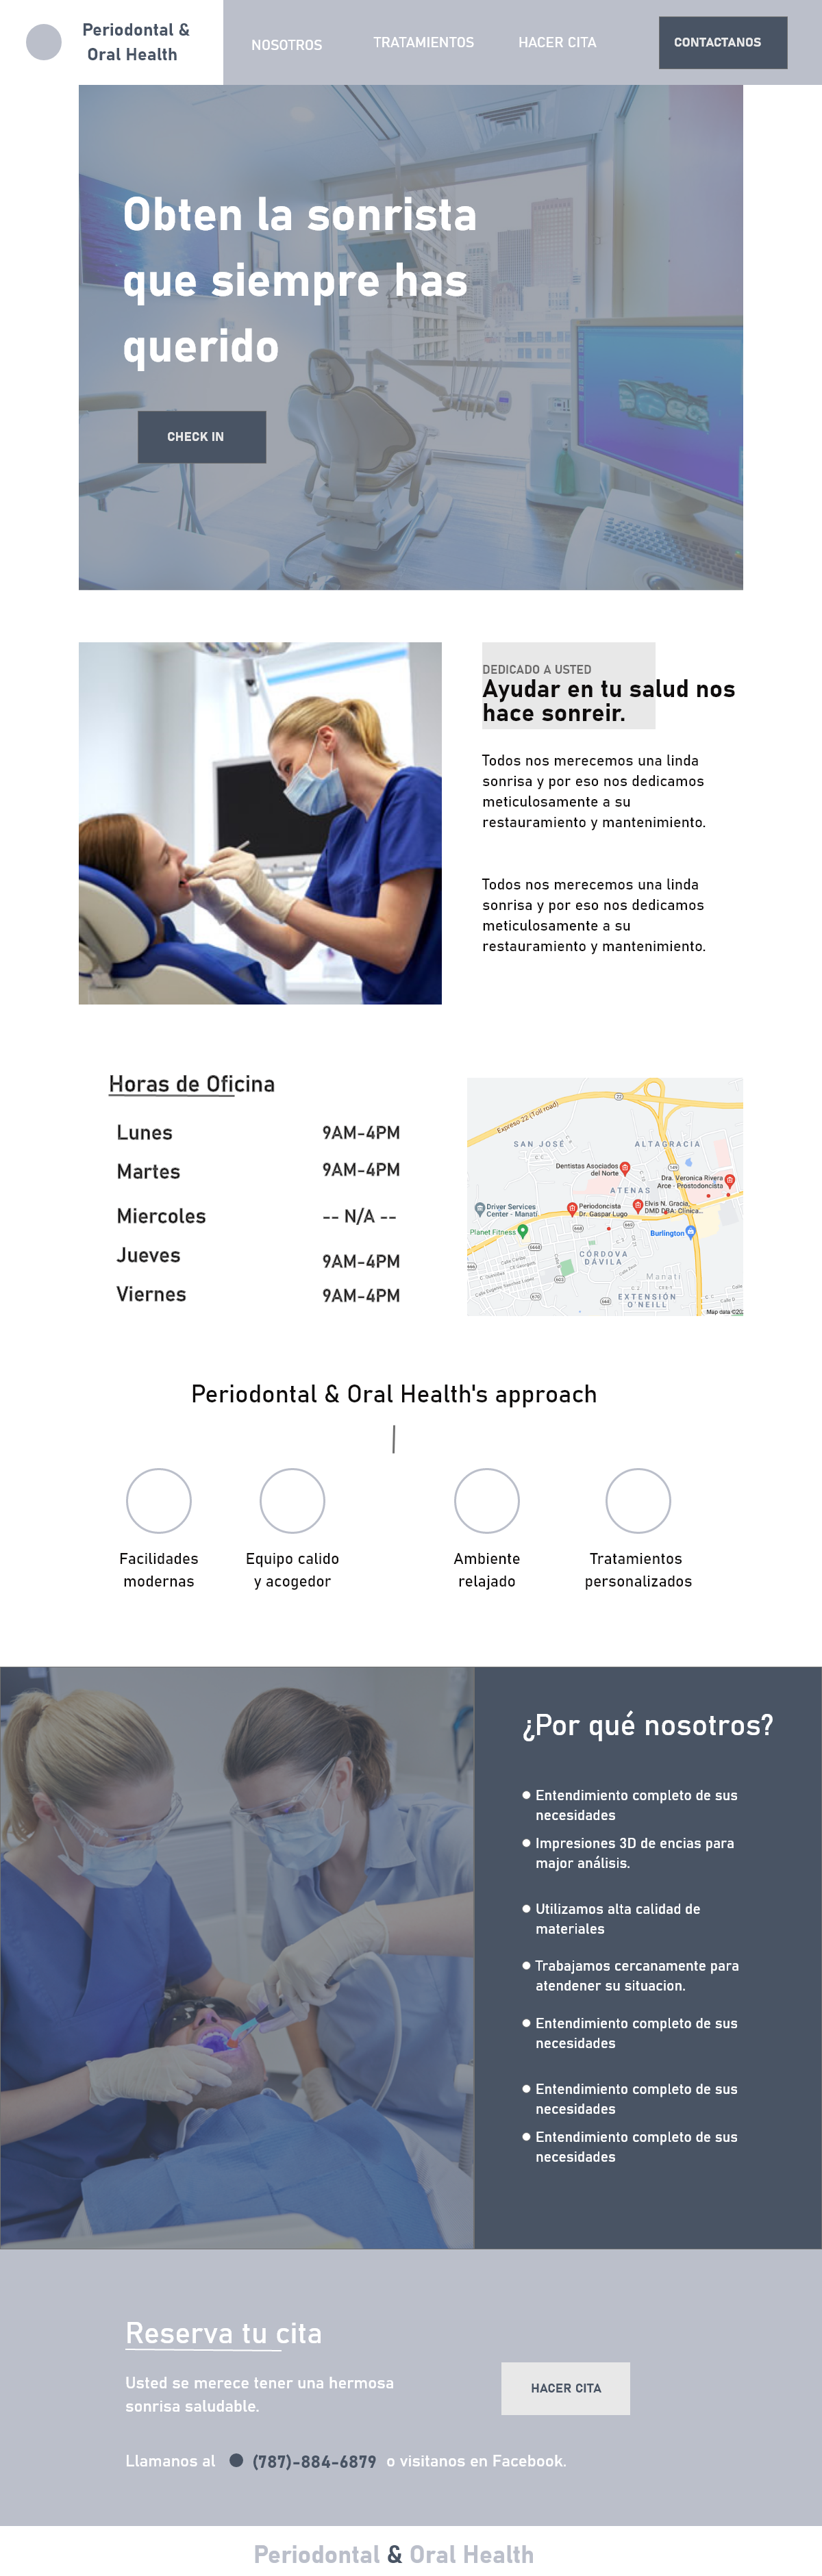 Periodontal &
Oral Health
NOSOTROS
TRATAMIENTOS
HACER CITA
CONTACTANOS
Obten la sonrista
que siempre has
querido
CHECK IN
DEDICADO A USTED
Ayudar en tu salud nos
hace sonreir.
Todos nos merecemos una linda
sonrisa y por eso nos dedicamos
meticulosamente a su
restauramiento y mantenimiento.
Todos nos merecemos una linda
sonrisa y por eso nos dedicamos
meticulosamente a su
restauramiento y mantenimiento.
Horas de Oficina
Lunes 9AM-4PM
Martes 9AM-4PM
Miercoles -- N/A --
Jueves 9AM-4PM
Viernes 9AM-4PM
22
Expreso 22 (Toll road)
SAN JOSÉ
ALTAGRACIA
Dentistas Asociados
del Norte
149
Dra. Veronica Rivera
Arce - Prostodoncista
ATENAS
Driver Services
Center - Manatí
Periodoncista
Dr. Gaspar Lugo
Elvis N. Gracia,
DMD DBA: Clínica...
Planet Fitness
668
Burlington
CÓRDOVA
DÁVILA
Manatí
EXTENSIÓN
O'NEILL
Map data ©202
Periodontal & Oral Health's approach
Facilidades
modernas
Equipo calido
y acogedor
Ambiente
relajado
Tratamientos
personalizados
¿Por qué nosotros?
Entendimiento completo de sus
necesidades
Impresiones 3D de encias para
major análisis.
Utilizamos alta calidad de
materiales
Trabajamos cercanamente para
atendener su situacion.
Entendimiento completo de sus
necesidades
Entendimiento completo de sus
necesidades
Entendimiento completo de sus
necesidades
Reserva tu cita
Usted se merece tener una hermosa
sonrisa saludable.
HACER CITA
Llamanos al (787)-884-6879 o visitanos en Facebook.
Periodontal & Oral Health